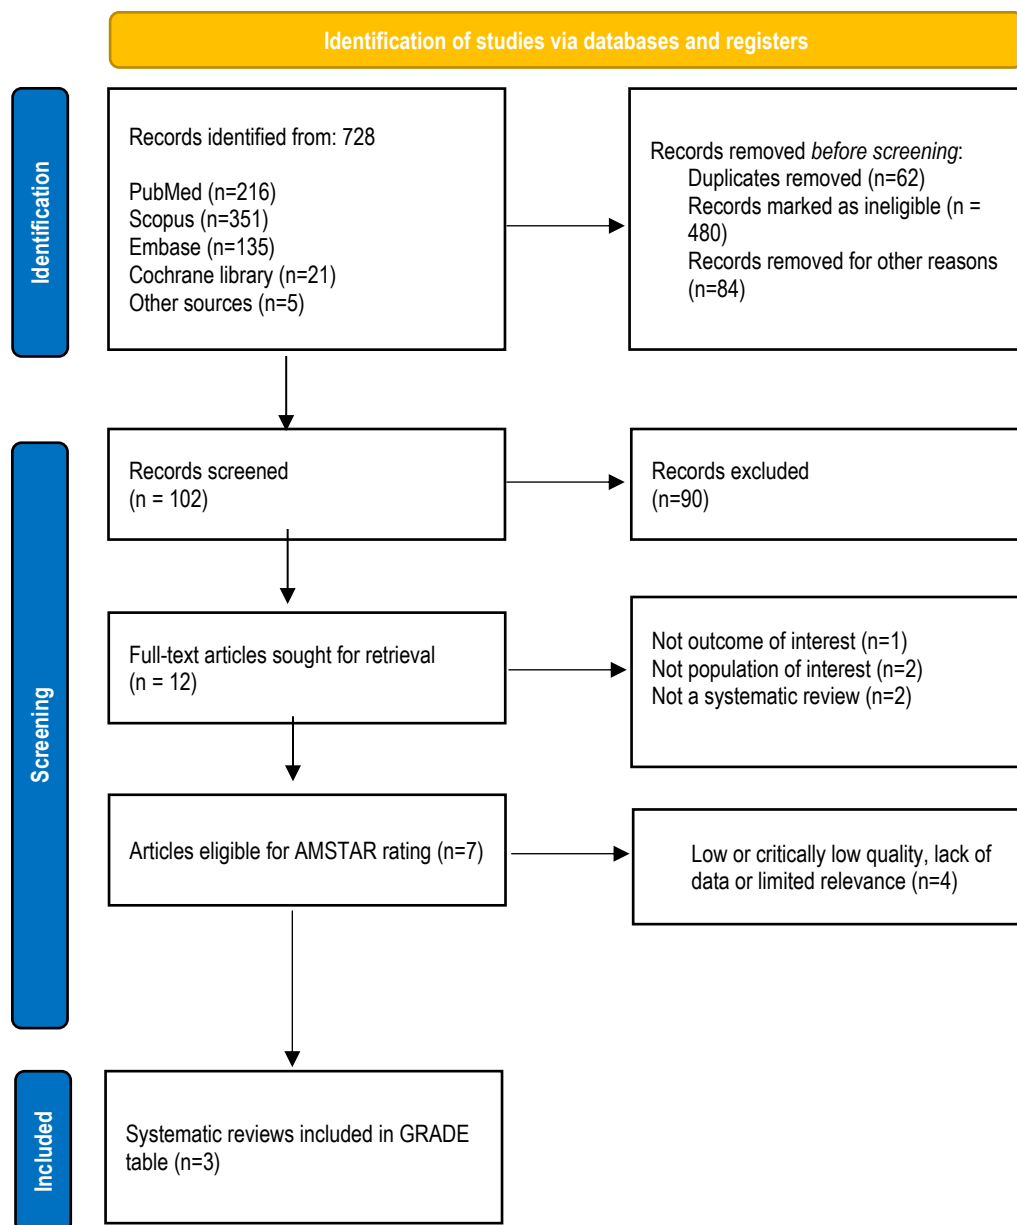 Identification of studies via databases and registers
Identification
Records identified from: 728
PubMed (n=216)
Scopus (n=351)
Embase (n=135)
Cochrane library (n=21)
Other sources (n=5)
Records removed before screening:
Duplicates removed (n=62)
Records marked as ineligible (n =
480)
Records removed for other reasons
(n=84)
Screening
Records screened
(n = 102)
Records excluded
(n=90)
Full-text articles sought for retrieval
(n = 12)
Not outcome of interest (n=1)
Not population of interest (n=2)
Not a systematic review (n=2)
Articles eligible for AMSTAR rating (n=7)
Low or critically low quality, lack of
data or limited relevance (n=4)
Included
Systematic reviews included in GRADE
table (n=3)